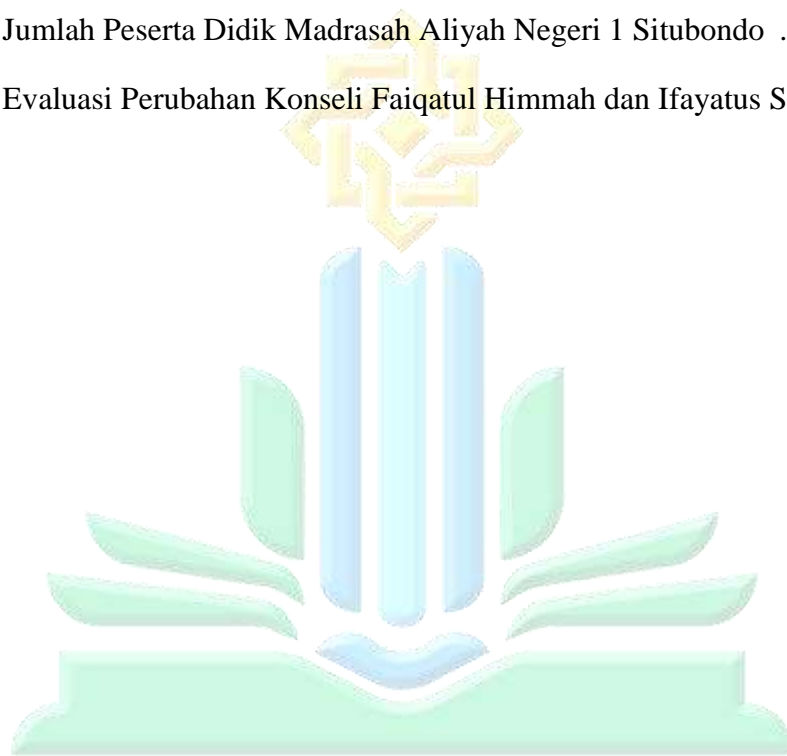 Jumlah Peserta Didik Madrasah Aliyah Negeri 1 Situbondo .
Evaluasi Perubahan Konseli Faiqatul Himmah dan Ifayatus S